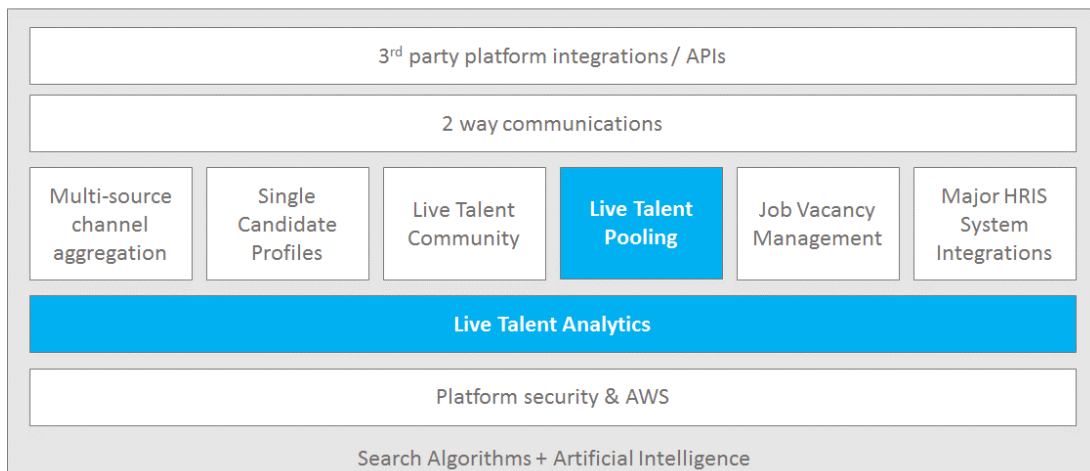 3rd party platform integrations / APIs
2 way communications
Multi-source
channel
aggregation
Single
Candidate
Profiles
Live Talent
Community
Live Talent
Pooling
Job Vacancy
Management
Major HRIS
System
Integrations
Live Talent Analytics
Platform security & AWS
Search Algorithms + Artificial Intelligence